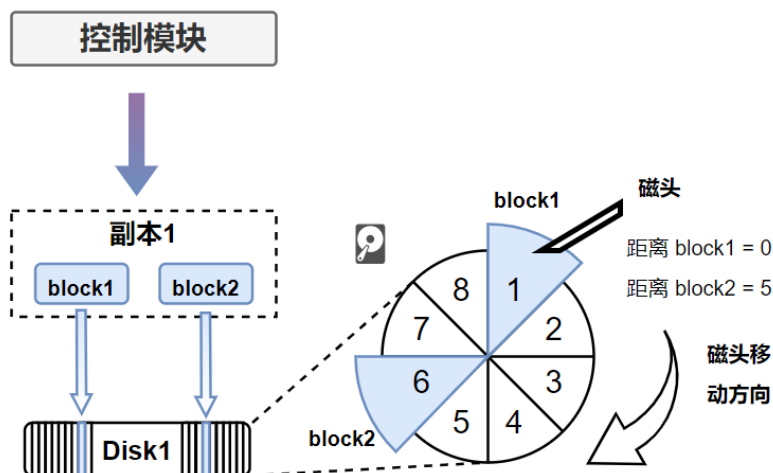 控制模块
副本1
block1
block2
Disk1
block1
磁头
距离 block1 = 0
距离 block2 = 5
8
1
7
2
6
3
5
4
block2
磁头移
动方向